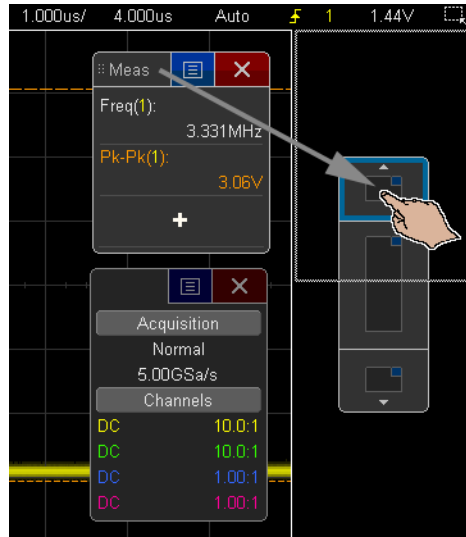 1.000us/ 4.000us Auto 1 1.44V
Meas
Freq(1):
3.331MHz
Pk-Pk(1):
3.06V
+
Acquisition
Normal
5.00GSa/s
Channels
DC 10.0:1
DC 10.0:1
DC 1.00:1
DC 1.00:1